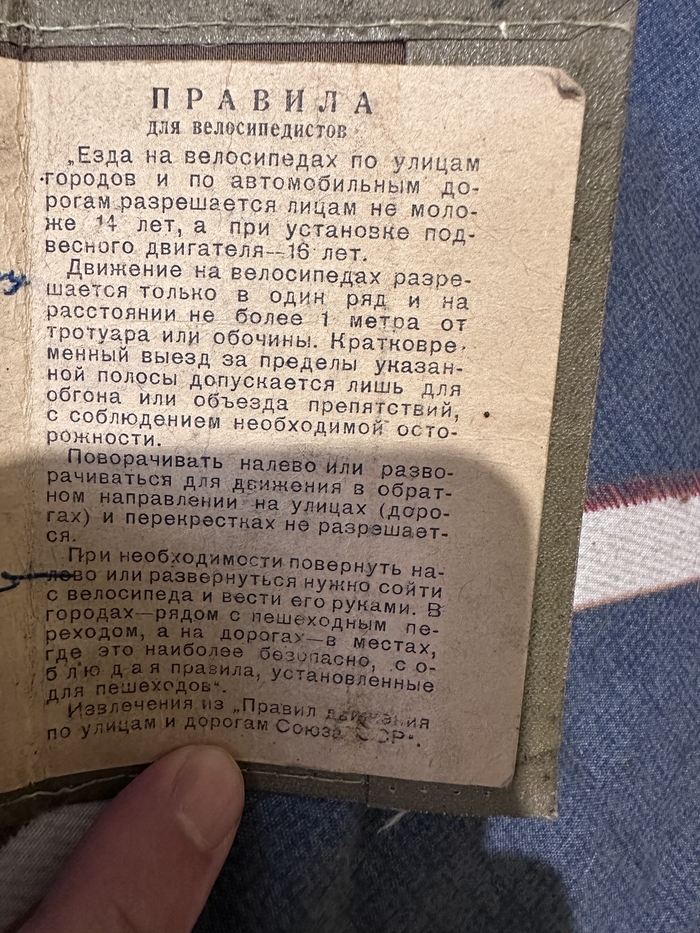 ПРАВИЛА
для велосипедистов
„Езда на велосипедах по улицам
городов и по автомобильным до-
рогам разрешается лицам не моло-
же 14 лет, а при установке под-
весного двигателя—16 лет.
Движение на велосипедах разре-
шается только в один ряд и на
расстоянии не более 1 метра от
тротуара или обочины. Кратковре-
менный выезд за пределы указан-
ной полосы допускается лишь для
обгона или объезда препятствий,
с соблюдением необходимой осто-
рожности.
Поворачивать налево или разво-
рачиваться для движения в обрат-
ном направлении на улицах (доро-
гах) и перекрестках не разрешает-
ся.
При необходимости повернуть на-
лево или развернуться нужно сойти
с велосипеда и вести его руками. В
городах—рядом с пешеходным пе-
реходом, а на дорогах—в местах,
где это наиболее безопасно, со-
блюдая правила, установленные
для пешеходов“.
Извлечения из „Правил движения
по улицам и дорогам Союза ССР“.